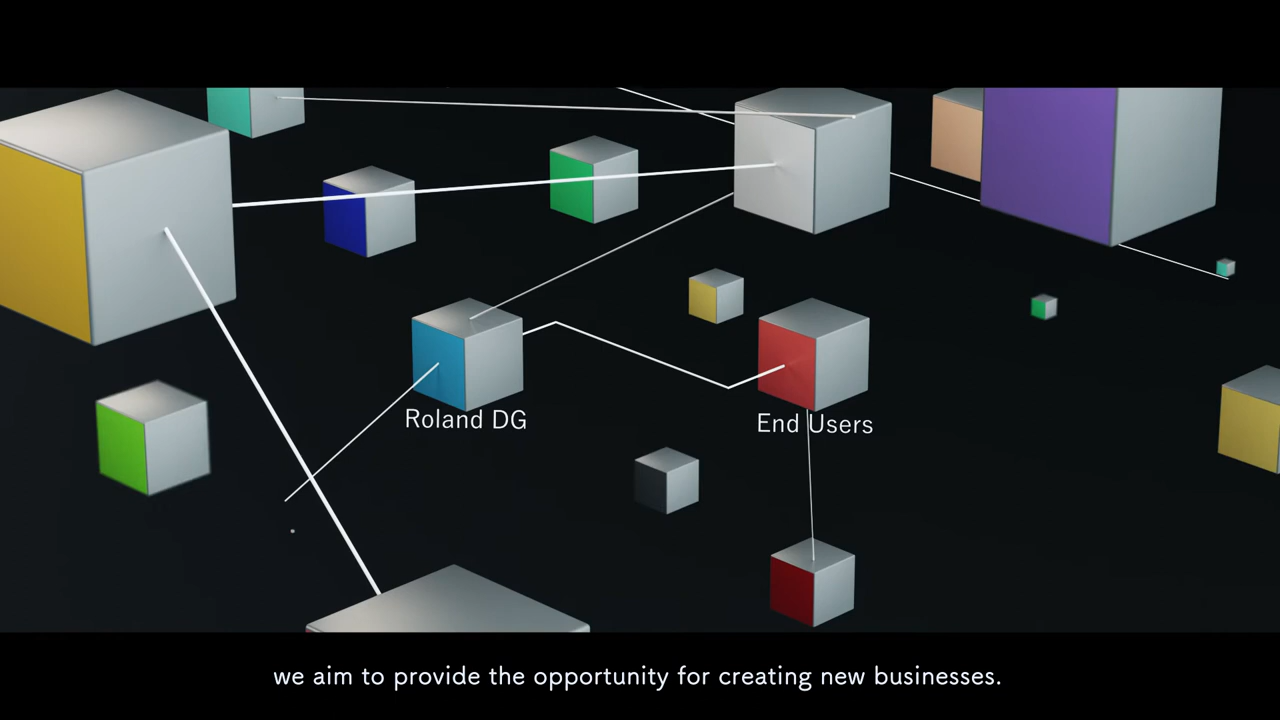 Roland DG
End Users
we aim to provide the opportunity for creating new businesses.